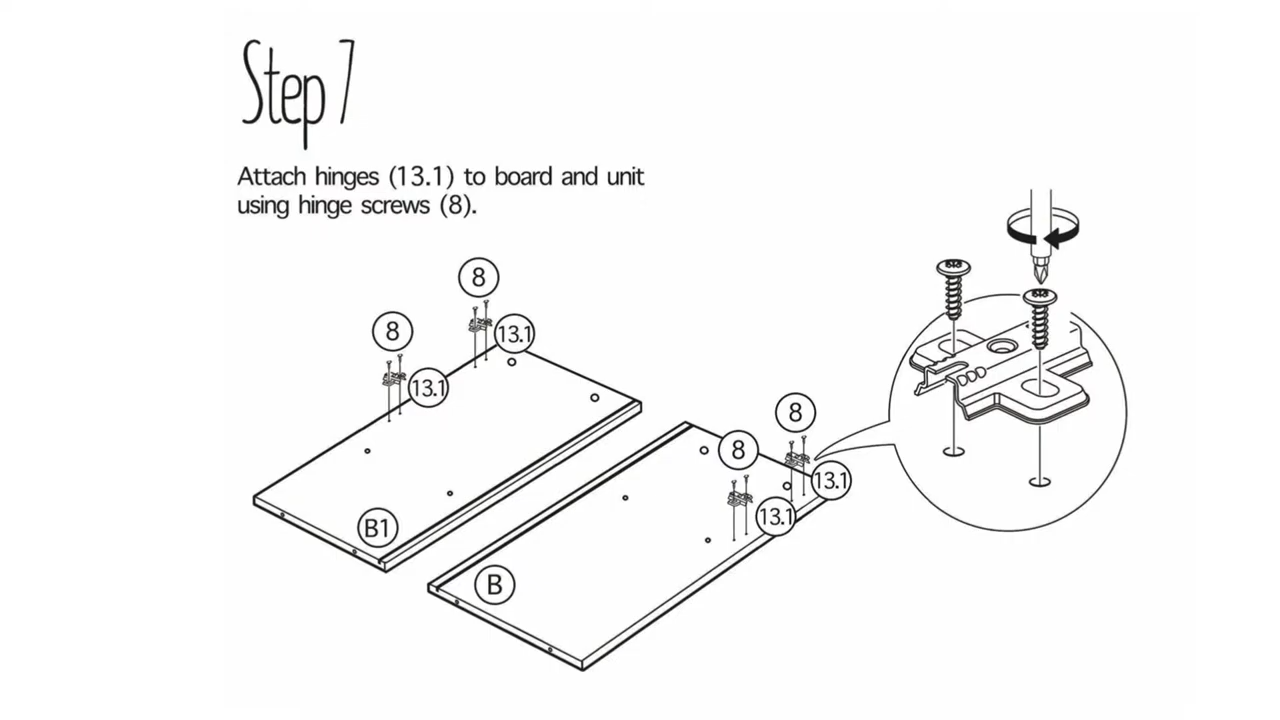 Step 7
Attach hinges (13.1) to board and unit
using hinge screws (8).
8
8
13.1
13.1
8
8
13.1
13.1
B1
B